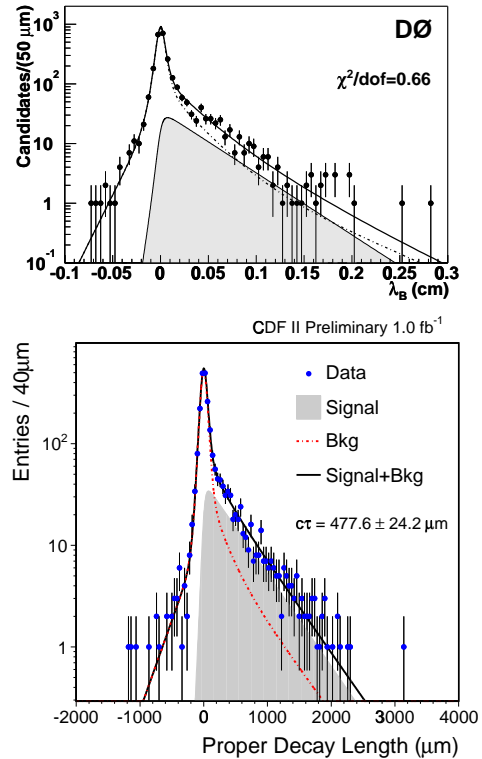 Candidates/(50 μm)
10³
10²
10
1
10⁻¹
DØ
χ²/dof=0.66
-0.1 -0.05 0 0.05 0.1 0.15 0.2 0.25 0.3
λ_B (cm)
CDF II Preliminary 1.0 fb⁻¹
Entries / 40μm
10²
10
1
Data
Signal
Bkg
Signal+Bkg
cτ = 477.6 ± 24.2 μm
-2000 -1000 0 1000 2000 3000 4000
Proper Decay Length (μm)